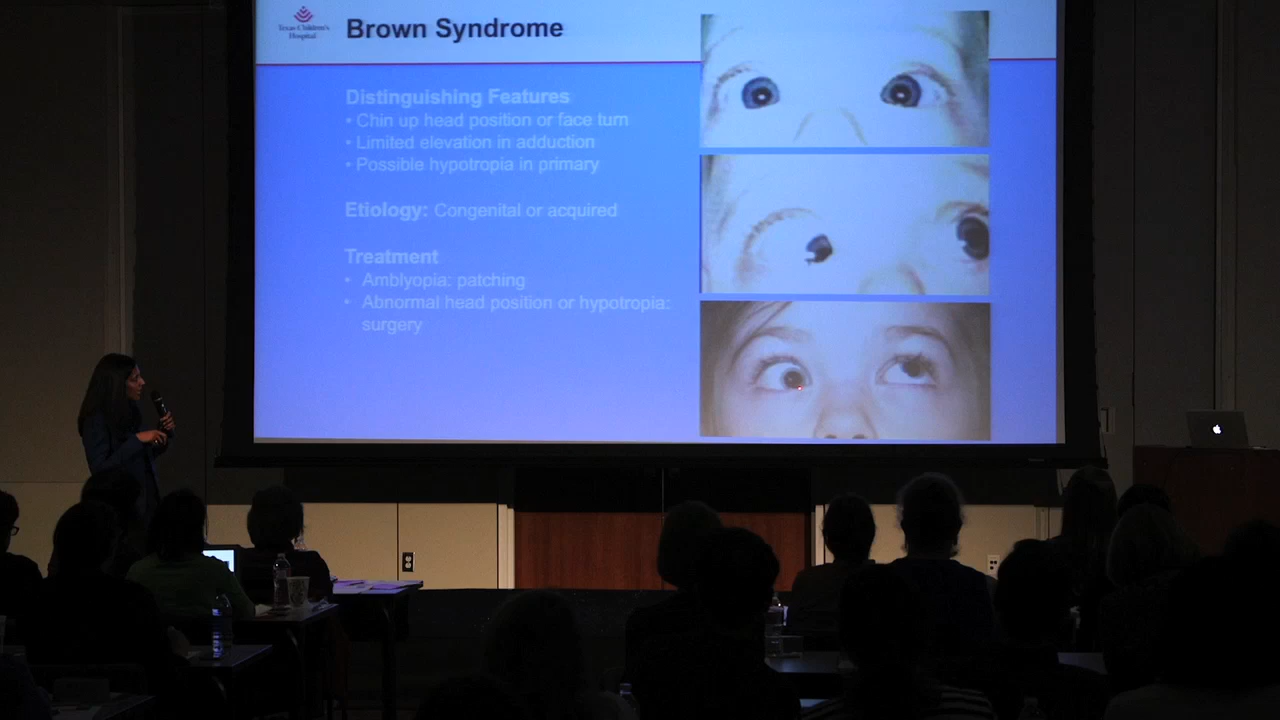 Texas Children's
Hospital
Brown Syndrome
Distinguishing Features
• Chin up head position or face turn
• Limited elevation in adduction
• Possible hypotropia in primary
Etiology: Congenital or acquired
Treatment
• Amblyopia: patching
• Abnormal head position or hypotropia:
surgery